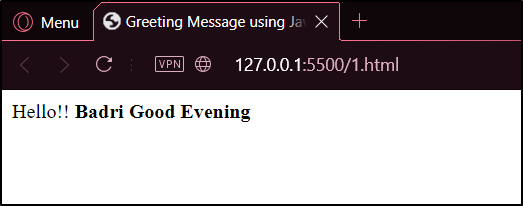 Menu
Greeting Message using Jav
VPN
127.0.0.1:5500/1.html
Hello!! Badri Good Evening